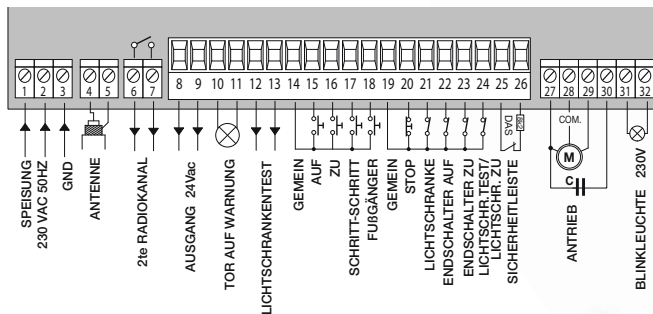 1 2 3
4 5
6 7
8 9 10 11 12 13 14 15 16 17 18 19 20 21 22 23 24 25 26
27 28 29 30 31 32
SPEISUNG
230 VAC 50HZ
GND
ANTENNE
2te RADIOKANAL
AUSGANG 24Vac
TOR AUF WARNUNG
LICHTSCHRANKENTEST
GEMEIN
AUF
ZU
SCHRITT-SCHRITT
FUßGÄNGER
GEMEIN
STOP
LICHTSCHRANKE
ENDSCHALTER AUF
ENDSCHALTER ZU
LICHTSCHR.TEST/
LICHTSCHR. ZU
SICHERHEITLEISTE
DAS
8k2
COM.
M
C
ANTRIEB
BLINKLEUCHTE 230V